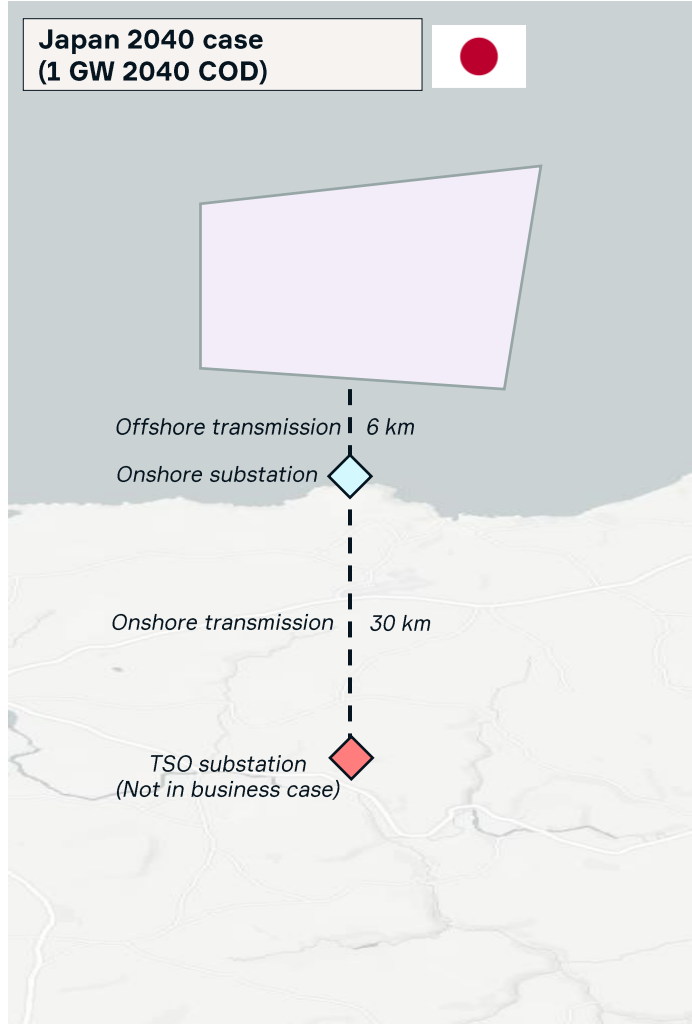 Japan 2040 case
(1 GW 2040 COD)
Offshore transmission 6 km
Onshore substation
Onshore transmission 30 km
TSO substation
(Not in business case)